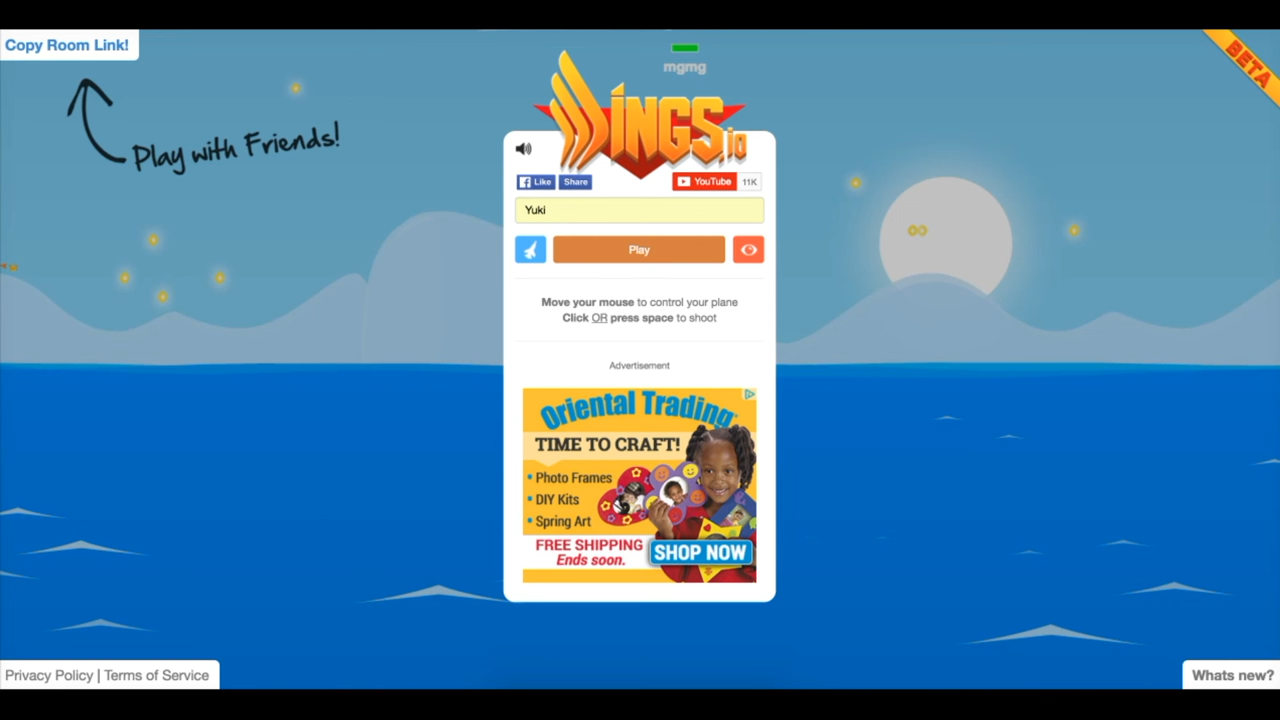 Copy Room Link!
Play with Friends!
mgmg
WINGS.io
BETA
Like
Share
YouTube
11K
Yuki
Play
Move your mouse to control your plane
Click OR press space to shoot
Advertisement
Oriental Trading
TIME TO CRAFT!
• Photo Frames
• DIY Kits
• Spring Art
FREE SHIPPING
Ends soon.
SHOP NOW
Privacy Policy | Terms of Service
Whats new?